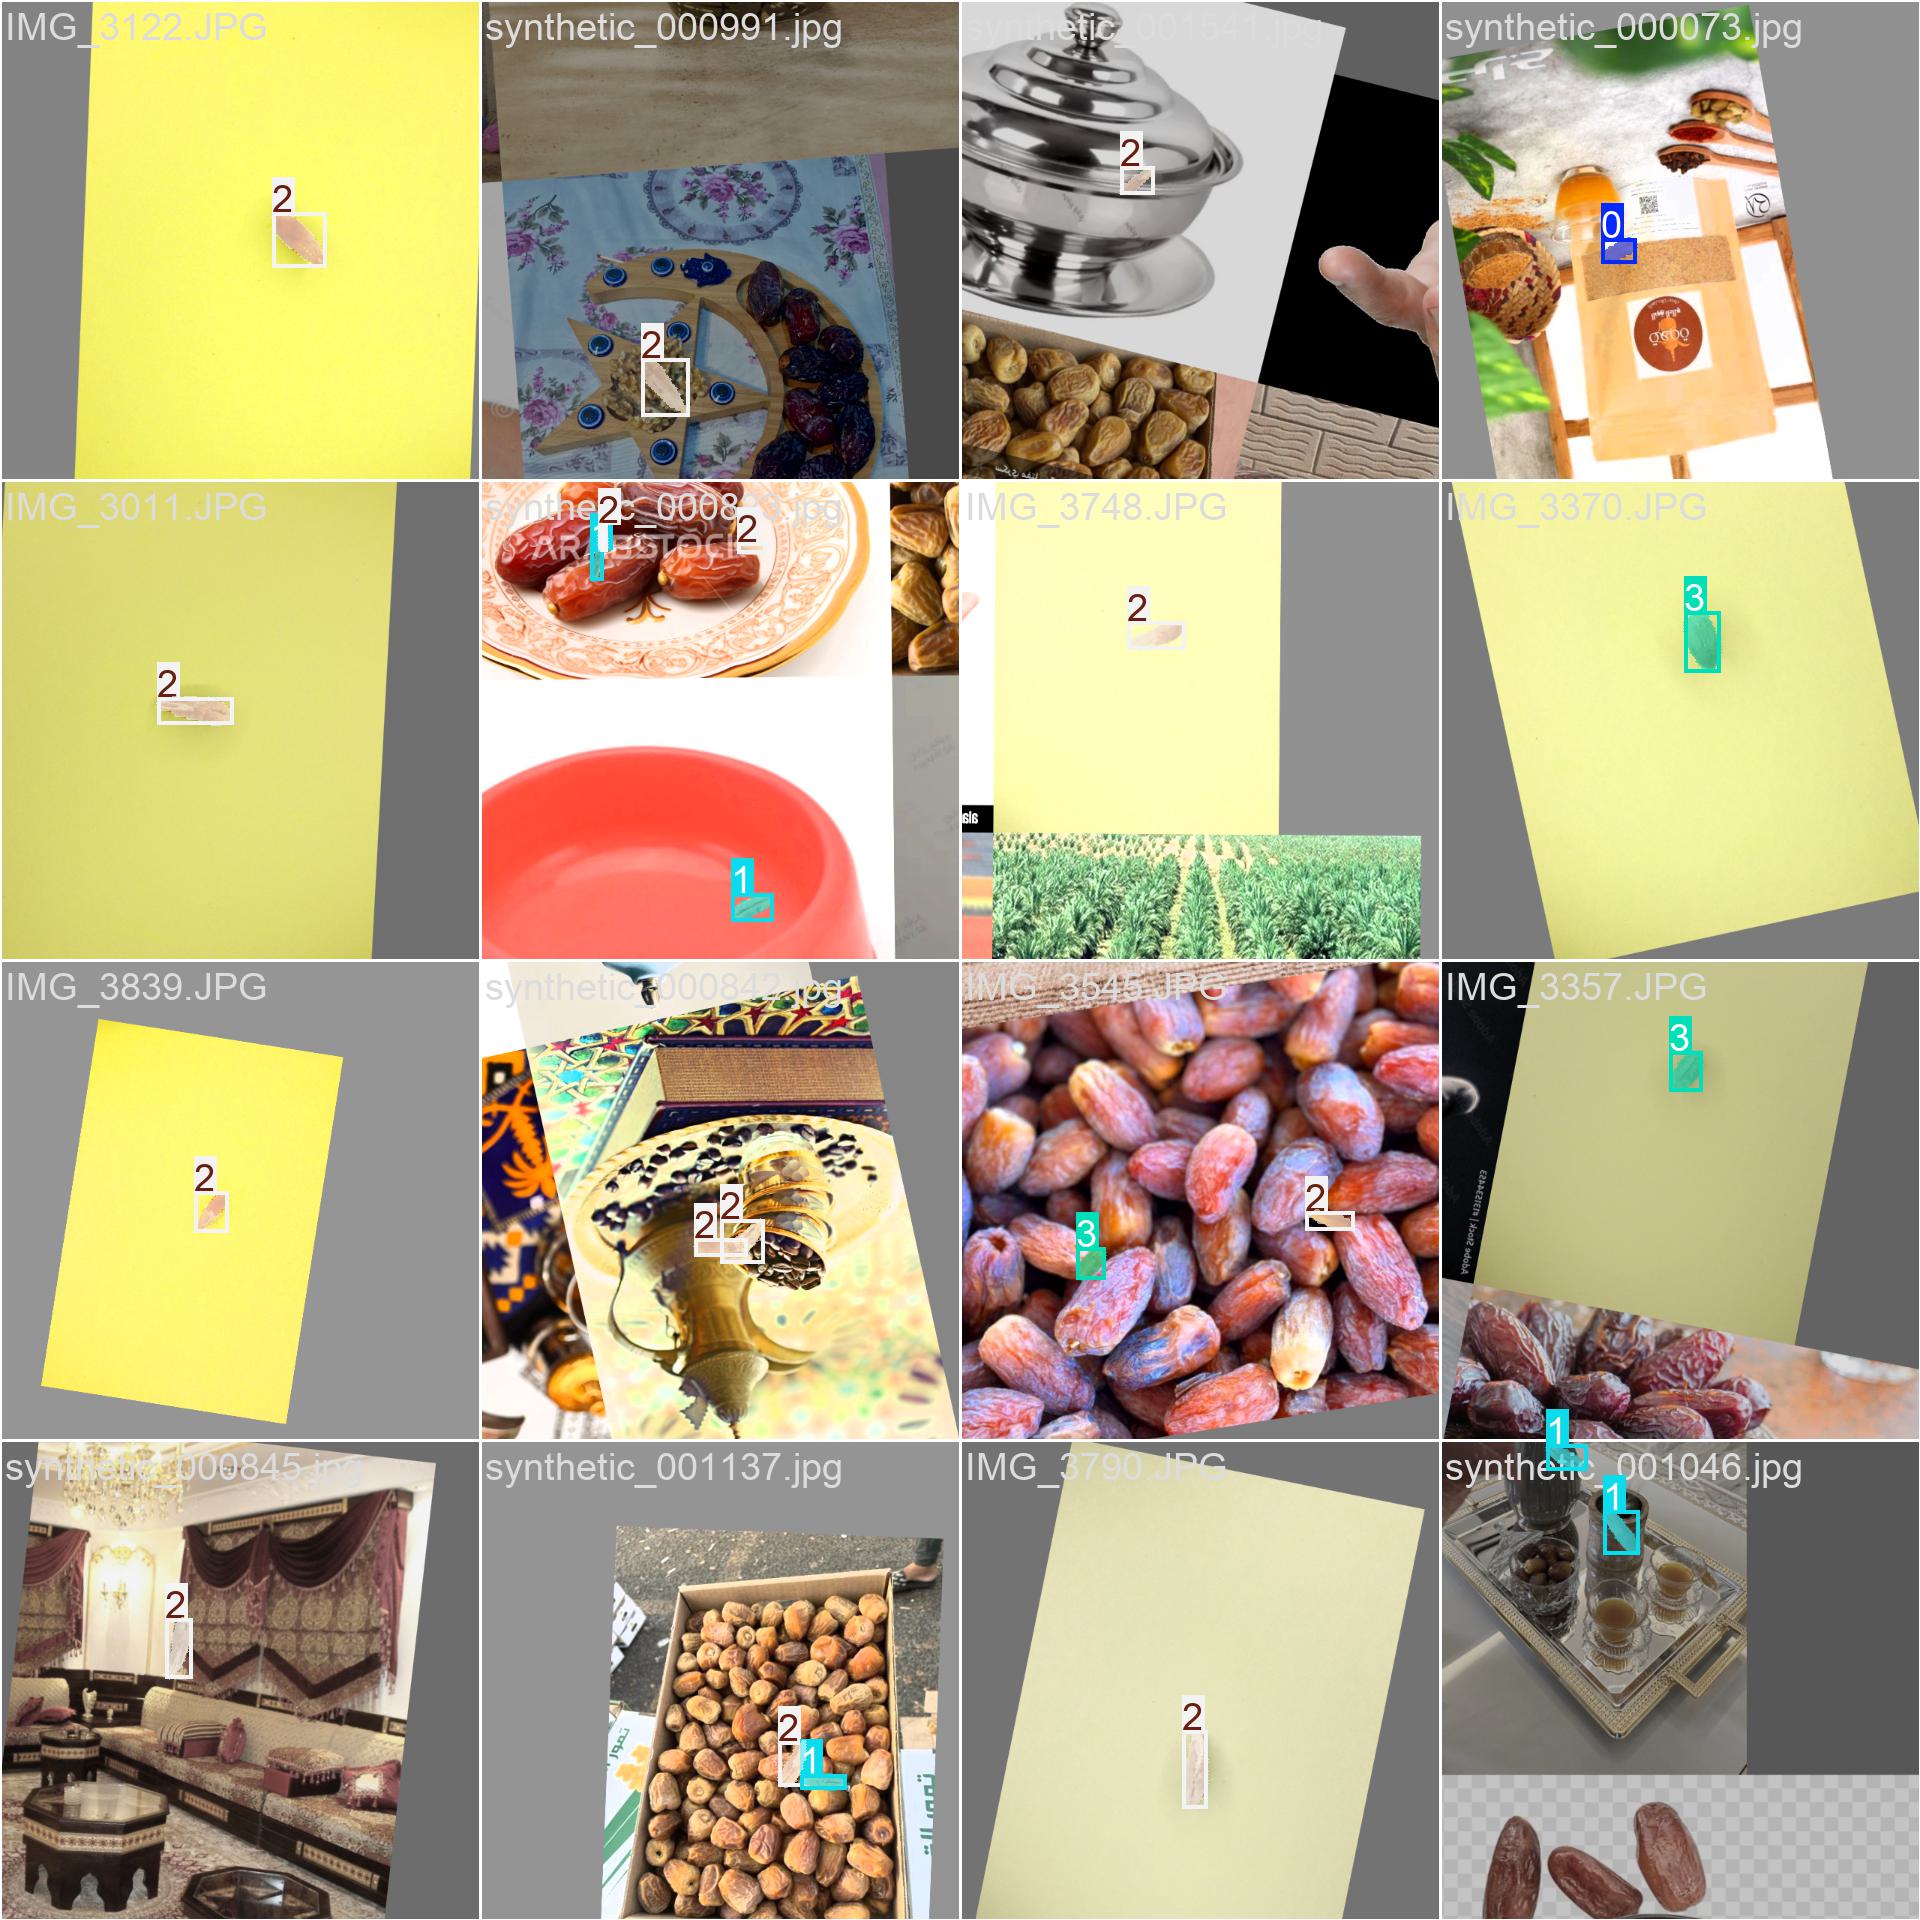 IMG_3122.JPG
synthetic_000991.jpg
synthetic_001541.jpg
synthetic_000073.jpg
2
2
2
0
IMG_3011.JPG
IMG_3748.JPG
IMG_3370.JPG
2
2
2
ARABSTOCK
2
3
1
IMG_3839.JPG
synthetic_000842.jpg
IMG_3545.JPG
IMG_3357.JPG
2
2
2
2
3
3
1
synthetic_000845.jpg
synthetic_001137.jpg
IMG_3790.JPG
synthetic_001046.jpg
2
2
1
2
1